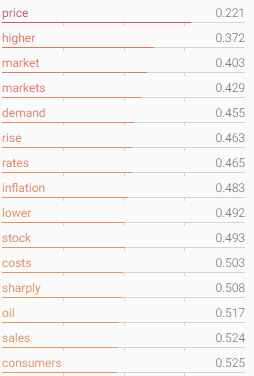 price 0.221
higher 0.372
market 0.403
markets 0.429
demand 0.455
rise 0.463
rates 0.465
inflation 0.483
lower 0.492
stock 0.493
costs 0.503
sharply 0.508
oil 0.517
sales 0.524
consumers 0.525